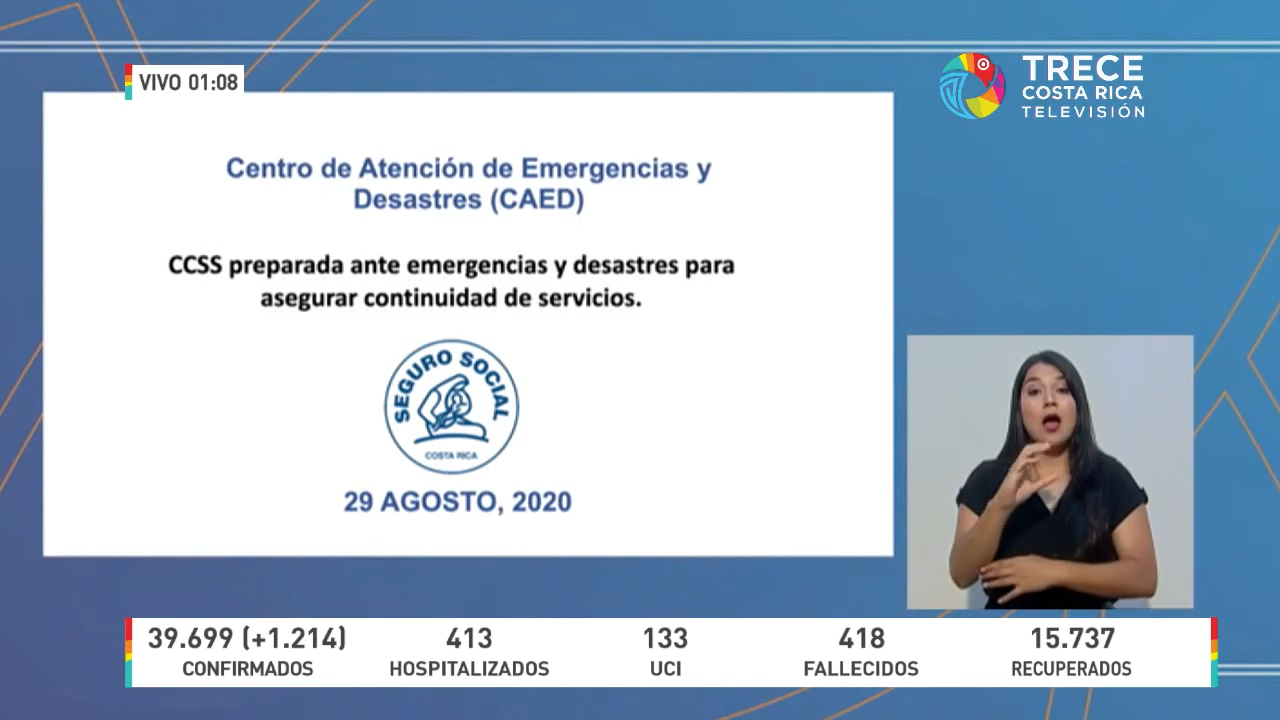 VIVO 01:08
TRECE
COSTA RICA
TELEVISIÓN
Centro de Atención de Emergencias y
Desastres (CAED)
CCSS preparada ante emergencias y desastres para
asegurar continuidad de servicios.
SEGURO SOCIAL
COSTA RICA
29 AGOSTO, 2020
39.699 (+1.214) 413 133 418 15.737
CONFIRMADOS HOSPITALIZADOS UCI FALLECIDOS RECUPERADOS